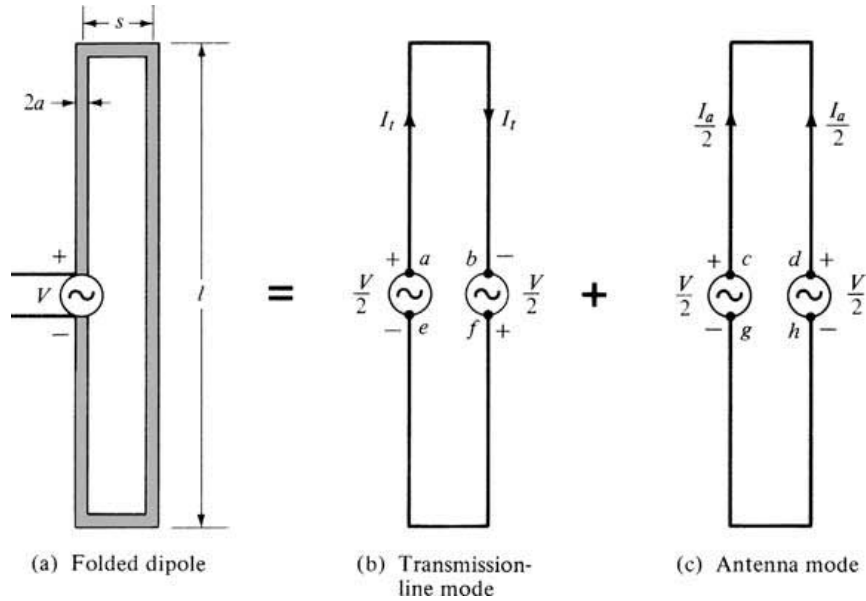 s
2a
I_t
I_t
I_a/2
I_a/2
+
+ a
b −
+ c
d +
V
l
=
V/2
V/2
+
V/2
V/2
−
− e
f +
− g
h −
(a) Folded dipole
(b) Transmission-
line mode
(c) Antenna mode